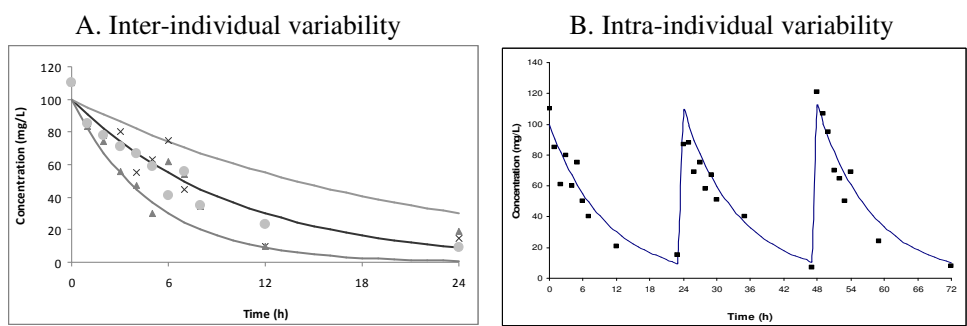 A. Inter-individual variability
120
100
80
60
40
20
0
Concentration (mg/L)
0 6 12 18 24
Time (h)
B. Intra-individual variability
140
120
100
80
60
40
20
0
Concentration (mg/L)
0 6 12 18 24 30 36 42 48 54 60 66 72
Time (h)